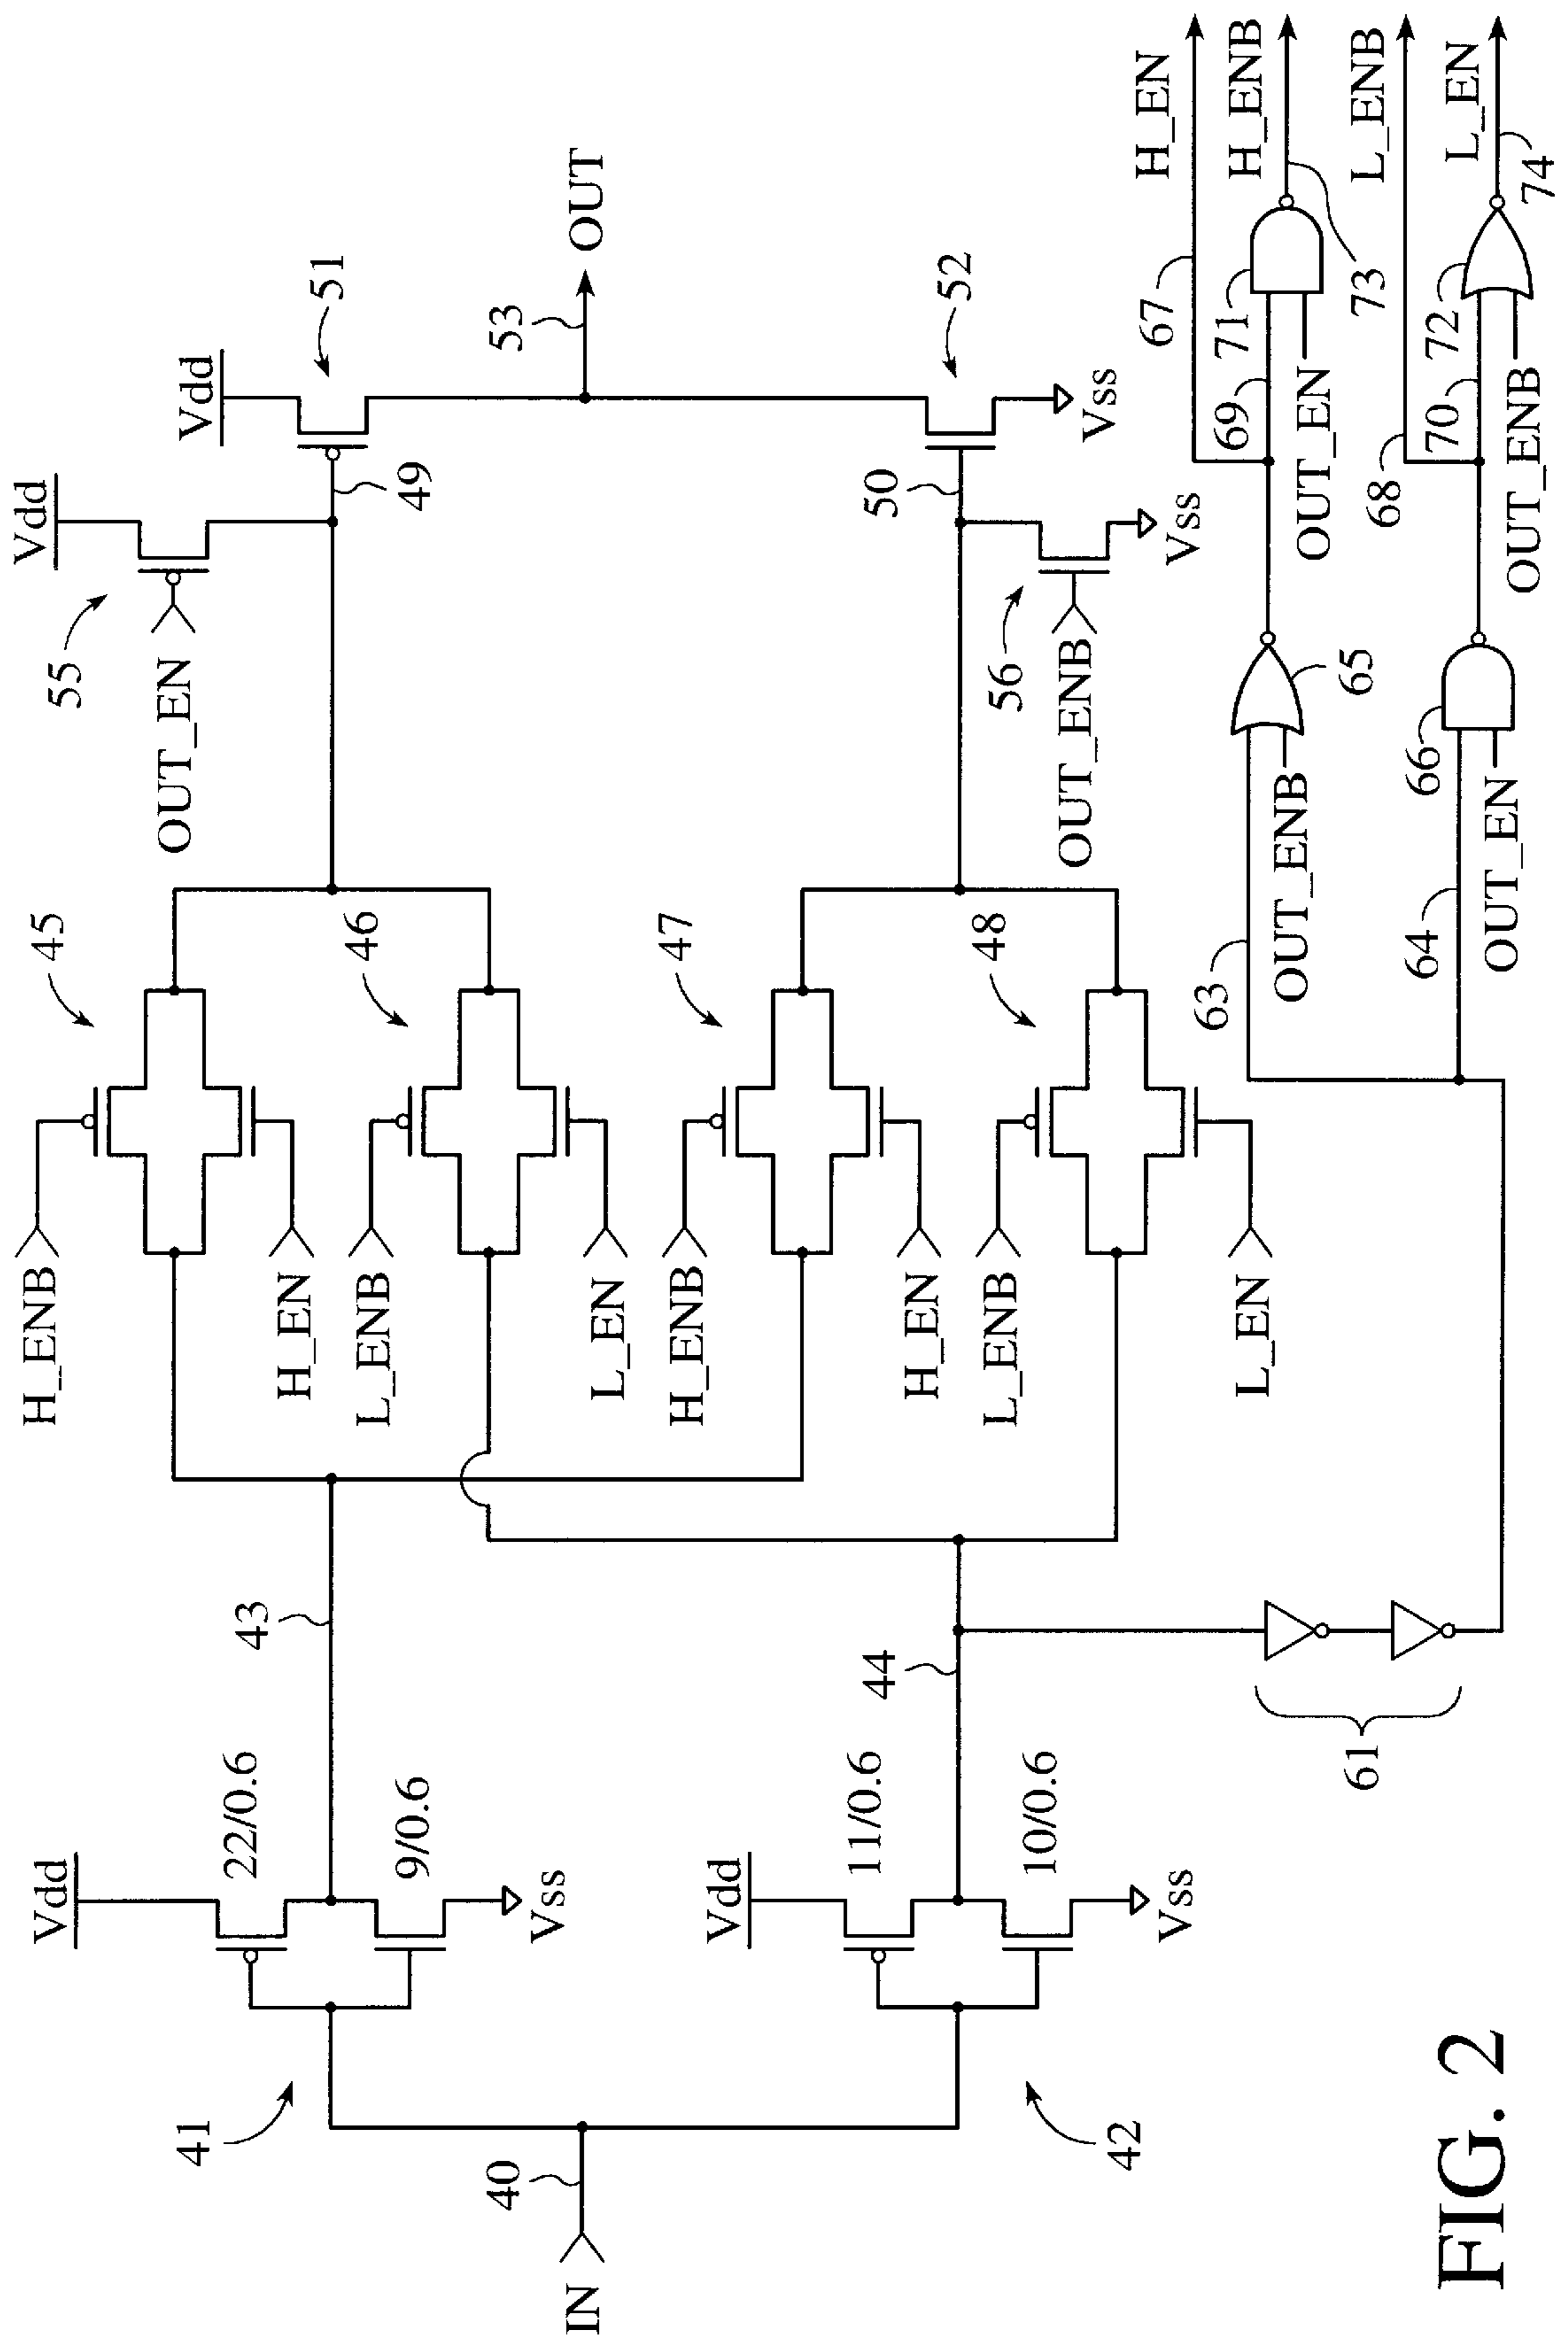 IN
40
41
42
Vdd
22/0.6
9/0.6
Vss
Vdd
11/0.6
10/0.6
Vss
43
44
61
H_ENB
H_EN
45
L_ENB
L_EN
46
H_ENB
H_EN
47
L_ENB
L_EN
48
Vdd
55
OUT_EN
49
Vdd
51
53
OUT
50
52
Vss
56
OUT_ENB
Vss
63
OUT_ENB
65
64
OUT_EN
66
67
H_EN
69
71
OUT_EN
73
H_ENB
68
L_ENB
70
72
OUT_ENB
74
L_EN
FIG. 2